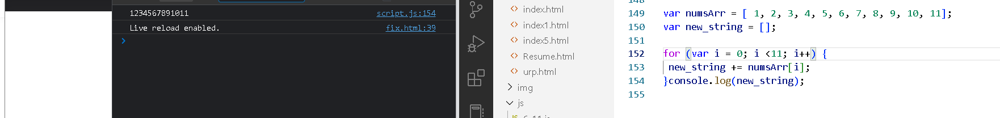 1234567891011 script.js:154
Live reload enabled. fix.html:39
index.html
index1.html
index5.html
Resume.html
urp.html
img
js
149 var numsArr = [ 1, 2, 3, 4, 5, 6, 7, 8, 9, 10, 11];
150 var new_string = [];
151
152 for (var i = 0; i <11; i++) {
153 new_string += numsArr[i];
154 }console.log(new_string);
155